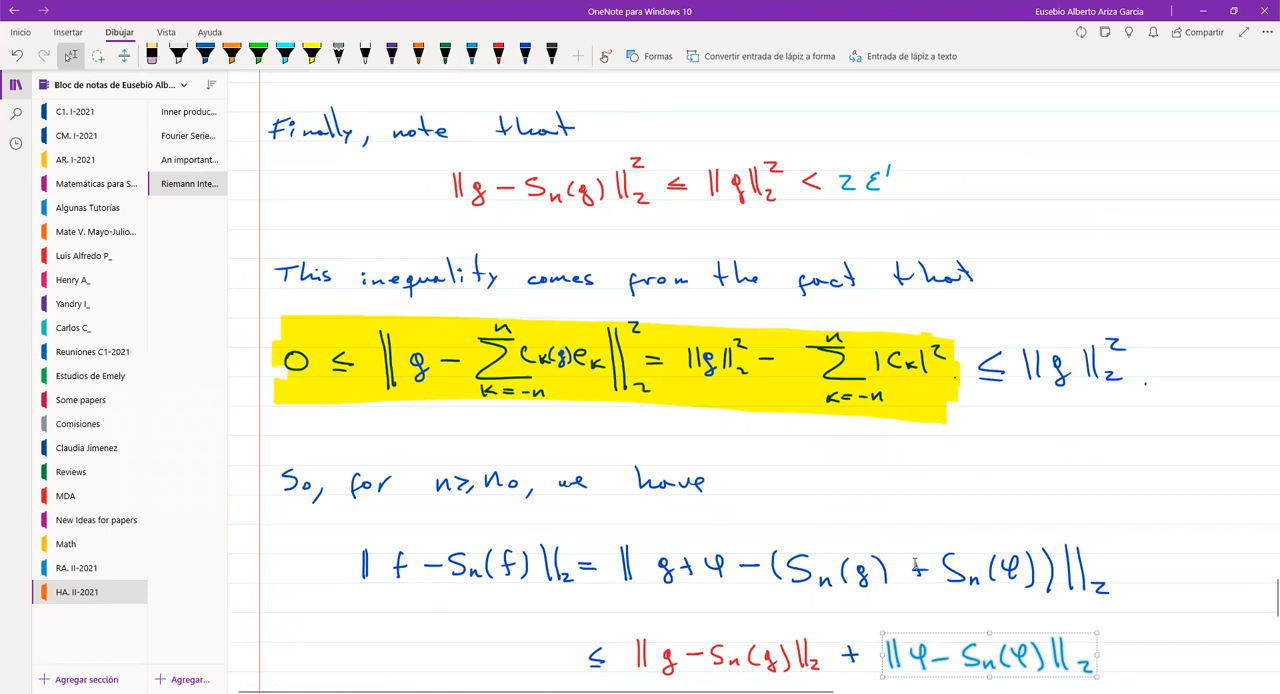 OneNote para Windows 10
Eusebio Alberto Ariza Garcia
Inicio Insertar Dibujar Vista Ayuda
Compartir
Formas Convertir entrada de lápiz a forma Entrada de lápiz a texto
Bloc de notas de Eusebio Alb...
C1. I-2021
CM. I-2021
AR. I-2021
Matemáticas para S...
Algunas Tutorías
Mate V. Mayo-Julio...
Luis Alfredo P_
Henry A_
Yandry I_
Carlos C_
Reuniones C1-2021
Estudios de Emely
Some papers
Comisiones
Claudia Jimenez
Reviews
MDA
New Ideas for papers
Math
RA. II-2021
HA. II-2021
Agregar sección
Inner produc...
Fourier Serie...
An important...
Riemann Inte...
Agregar...
Finally, note that
‖g − Sn(g)‖₂² ≤ ‖g‖₂² < 2ε'
This inequality comes from the fact that
0 ≤ ‖g − ∑_{k=-n}^{n} Ck(g)ek‖₂² = ‖g‖₂² − ∑_{k=-n}^{n} |Ck|². ≤ ‖g‖₂².
So, for n ≥ n₀, we have
‖f − Sn(f)‖₂ = ‖g + φ − (Sn(g) + Sn(φ))‖₂
≤ ‖g − Sn(g)‖₂ + ‖φ − Sn(φ)‖₂